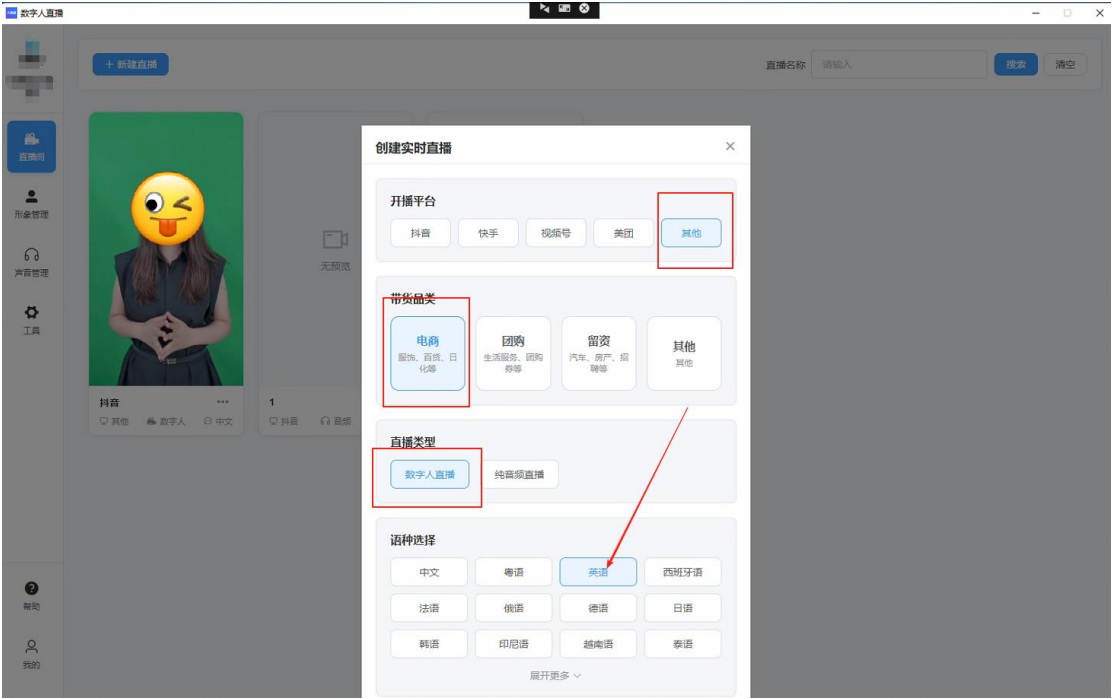 数字人直播
+ 新建直播
直播名称
请输入
搜索
清空
直播间
形象管理
声音管理
工具
帮助
我的
无预览
抖音
...
其他
数字人
中文
1
抖音
音频
创建实时直播
开播平台
抖音
快手
视频号
美团
其他
带货品类
电商
服饰、百货、日
化等
团购
生活服务、团购
券等
留资
汽车、房产、招
聘等
其他
其他
直播类型
数字人直播
纯音频直播
语种选择
中文
粤语
英语
西班牙语
法语
俄语
德语
日语
韩语
印尼语
越南语
泰语
展开更多